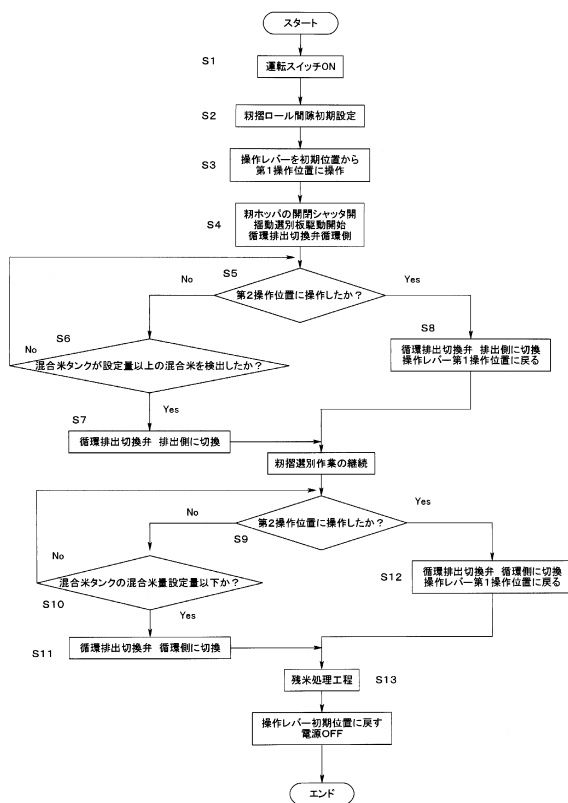 スタート
S1
運転スイッチON
S2
籾摺ロール間隙初期設定
S3
操作レバーを初期位置から
第1操作位置に操作
S4
籾ホッパの開閉シャッタ開
揺動選別板駆動開始
循環排出切換弁循環側
S5
No
Yes
第2操作位置に操作したか？
S6
No
混合米タンクが設定量以上の混合米を検出したか？
S8
循環排出切換弁 排出側に切換
操作レバー第1操作位置に戻る
Yes
S7
循環排出切換弁 排出側に切換
籾摺選別作業の継続
No
Yes
第2操作位置に操作したか？
S9
No
混合米タンクの混合米量設定量以下か？
S10
S12
循環排出切換弁 循環側に切換
操作レバー第1操作位置に戻る
Yes
S11
循環排出切換弁 循環側に切換
残米処理工程
S13
操作レバー初期位置に戻す
電源OFF
エンド